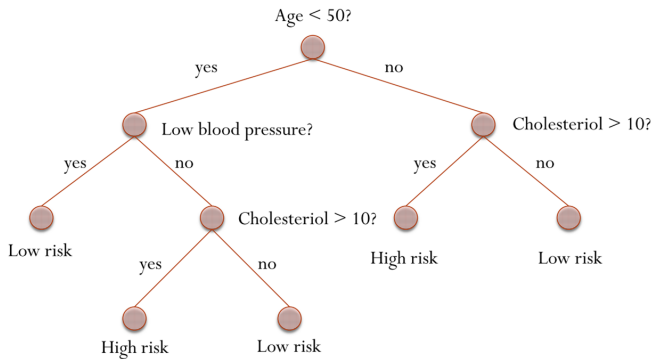 Age < 50?
yes
no
Low blood pressure?
Cholesteriol > 10?
yes
no
yes
no
Low risk
Cholesteriol > 10?
High risk
Low risk
yes
no
High risk
Low risk